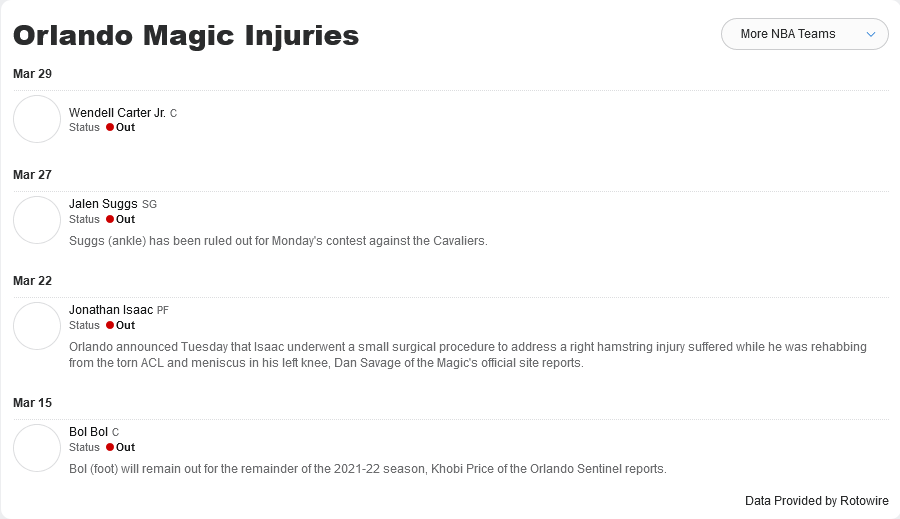 Orlando Magic Injuries
More NBA Teams
Mar 29
Wendell Carter Jr. C
Status Out
Mar 27
Jalen Suggs SG
Status Out
Suggs (ankle) has been ruled out for Monday's contest against the Cavaliers.
Mar 22
Jonathan Isaac PF
Status Out
Orlando announced Tuesday that Isaac underwent a small surgical procedure to address a right hamstring injury suffered while he was rehabbing
from the torn ACL and meniscus in his left knee, Dan Savage of the Magic's official site reports.
Mar 15
Bol Bol C
Status Out
Bol (foot) will remain out for the remainder of the 2021-22 season, Khobi Price of the Orlando Sentinel reports.
Data Provided by Rotowire